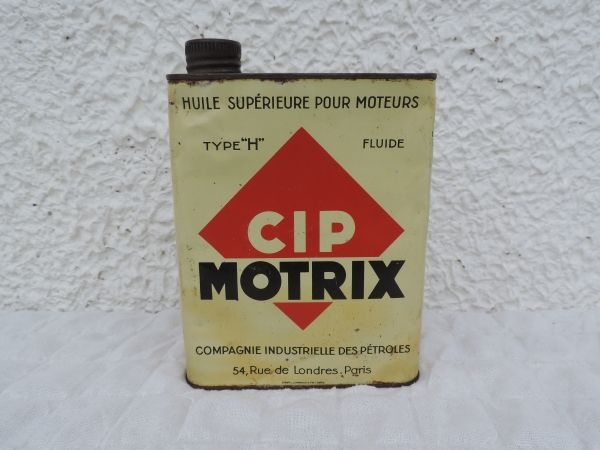 HUILE SUPÉRIEURE POUR MOTEURS
TYPE "H" FLUIDE
CIP
MOTRIX
COMPAGNIE INDUSTRIELLE DES PÉTROLES
54, Rue de Londres, Paris